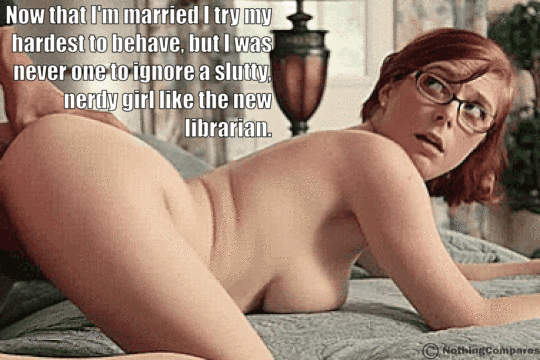 Now that I'm married I try my
hardest to behave, but I was
never one to ignore a slutty,
nerdy girl like the new
librarian.
© NothingCompares